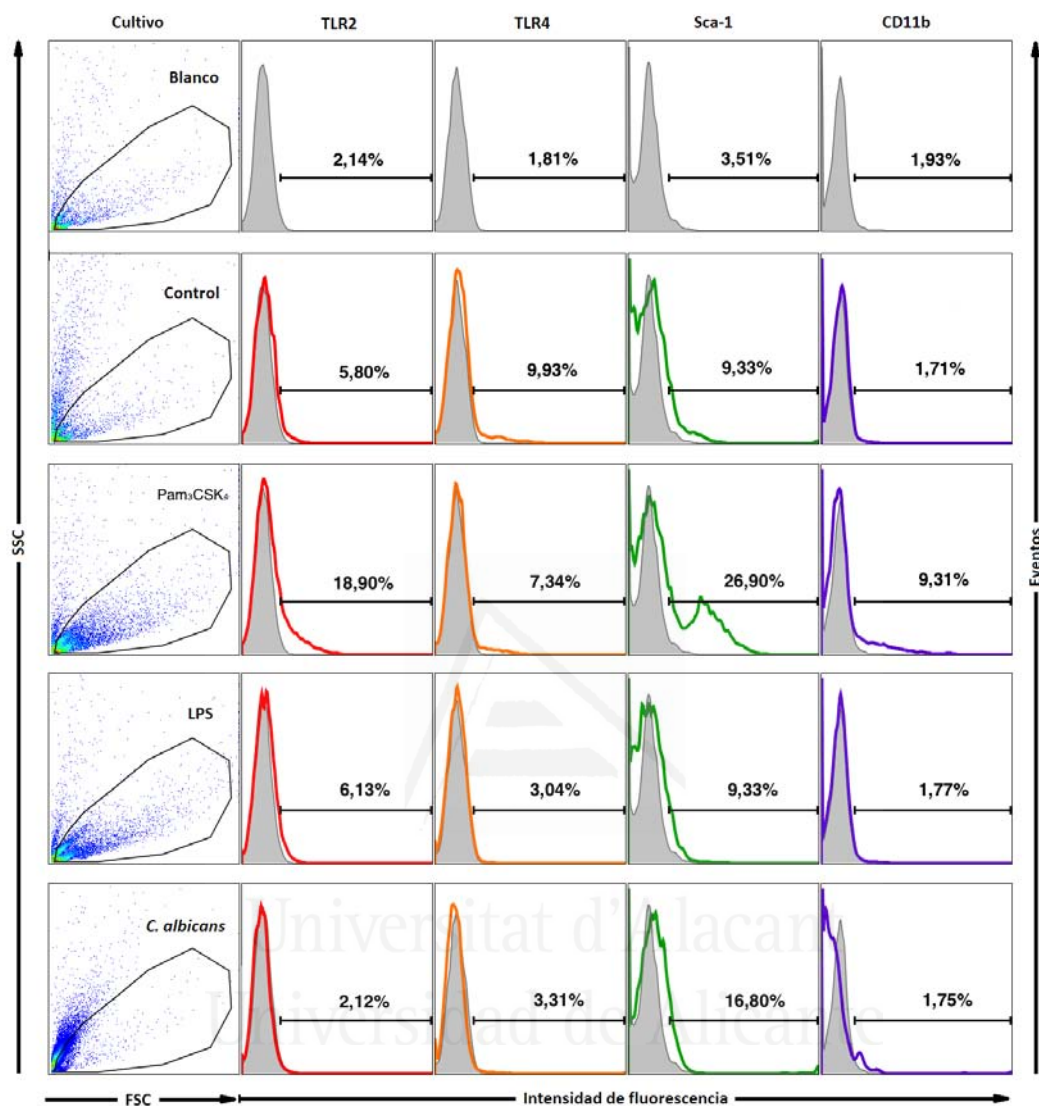 Cultivo TLR2 TLR4 Sca-1 CD11b
Blanco
2,14% 1,81% 3,51% 1,93%
Control
5,80% 9,93% 9,33% 1,71%
Pam₃CSK₄
18,90% 7,34% 26,90% 9,31%
LPS
6,13% 3,04% 9,33% 1,77%
C. albicans
2,12% 3,31% 16,80% 1,75%
SSC
Eventos
FSC Intensidad de fluorescencia
Universitat d'Alacant
Universidad de Alicante